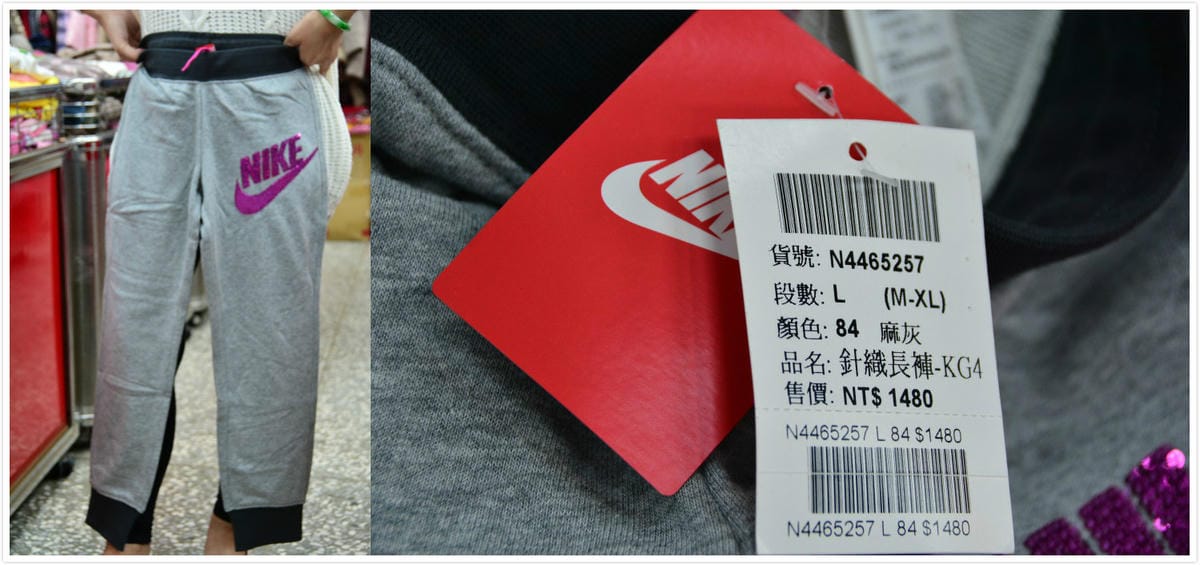 NIKE
NIK
貨號: N4465257
段數: L (M-XL)
顏色: 84 麻灰
品名: 針織長褲-KG4
售價: NT$ 1480
N4465257 L 84 $1480
N4465257 L 84 $1480